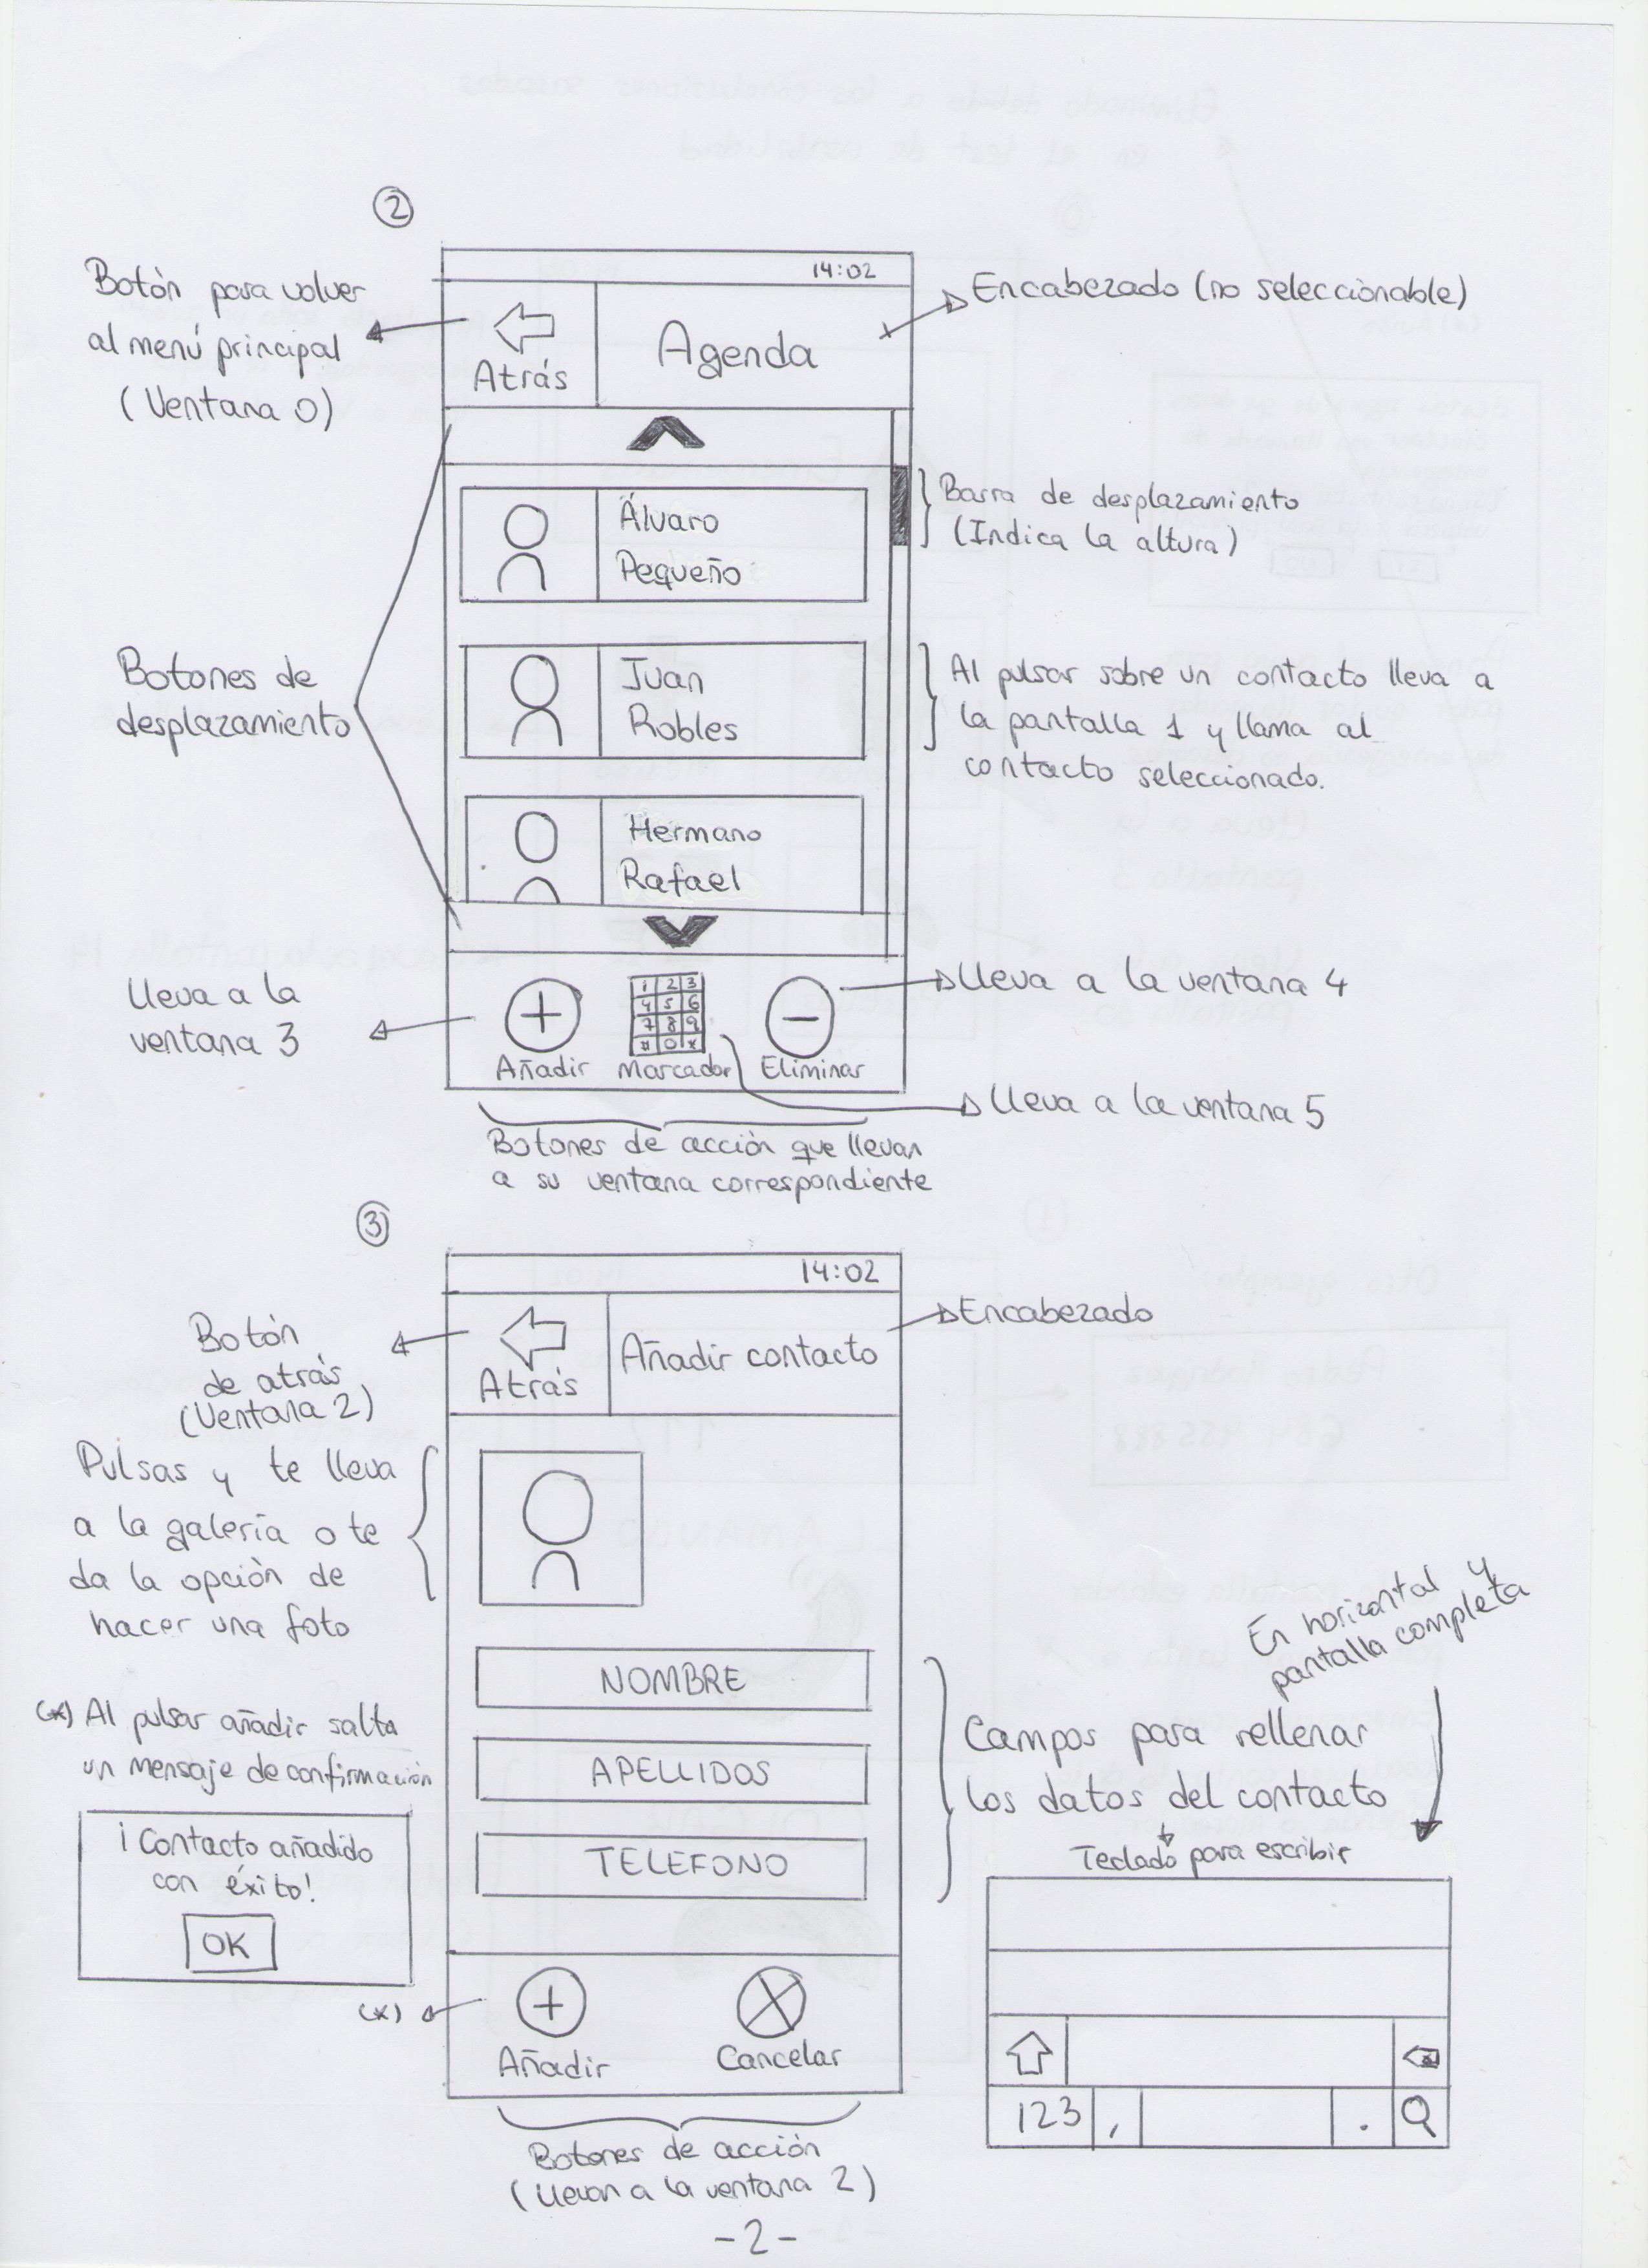 2
Botón para volver
al menú principal
(Ventana 0)
14:02
Atrás
Agenda
Encabezado (no seleccionable)
Álvaro
Pequeño
Barra de desplazamiento
(Indica la altura)
Botones de
desplazamiento
Juan
Robles
Al pulsar sobre un contacto lleva a
la pantalla 1 y llama al
contacto seleccionado.
Hermano
Rafael
lleva a la
ventana 3
1 2 3
4 5 6
7 8 9
* 0 *
Añadir
Marcador
Eliminar
lleva a la ventana 4
lleva a la ventana 5
Botones de acción que llevan
a su ventana correspondiente
3
Botón
de atrás
(Ventana 2)
14:02
Atrás
Añadir contacto
Encabezado
Pulsas y te lleva
a la galería o te
da la opción de
hacer una foto
En horizontal y
pantalla completa
NOMBRE
APELLIDOS
TELEFONO
Campos para rellenar
los datos del contacto
Teclado para escribir
(*) Al pulsar añadir salta
un mensaje de confirmación
¡Contacto añadido
con éxito!
OK
(*)
Añadir
Cancelar
123
,
.
Botones de acción
(llevan a la ventana 2)
-2-